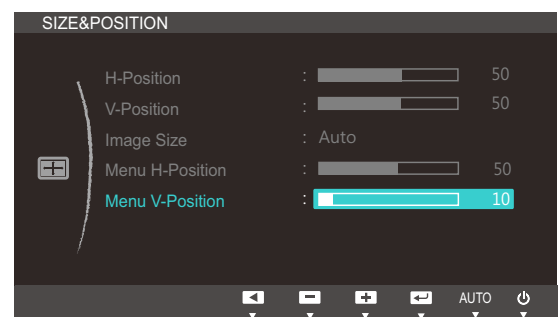 SIZE&POSITION
H-Position : 50
V-Position : 50
Image Size : Auto
Menu H-Position : 50
Menu V-Position : 10
AUTO